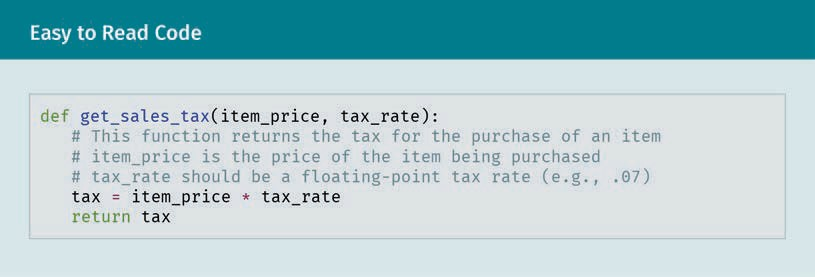 Easy to Read Code
def get_sales_tax(item_price, tax_rate):
   # This function returns the tax for the purchase of an item
   # item_price is the price of the item being purchased
   # tax_rate should be a floating-point tax rate (e.g., .07)
   tax = item_price * tax_rate
   return tax